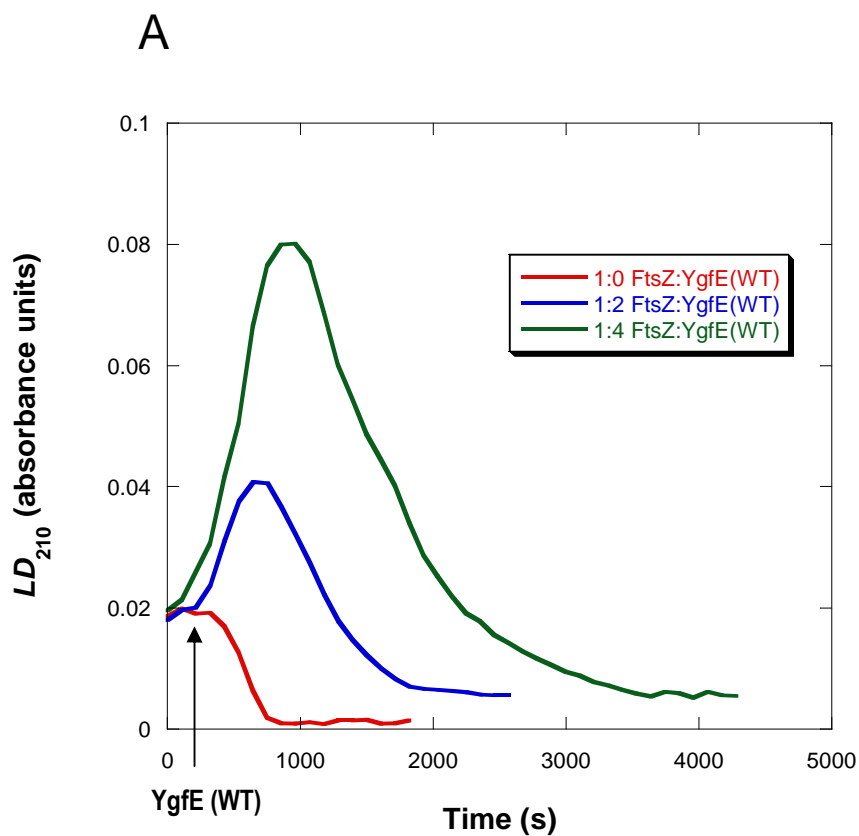 A
0.1
0.08
0.06
0.04
0.02
0
LD210 (absorbance units)
1:0 FtsZ:YgfE(WT)
1:2 FtsZ:YgfE(WT)
1:4 FtsZ:YgfE(WT)
0 1000 2000 3000 4000 5000
YgfE (WT)
Time (s)